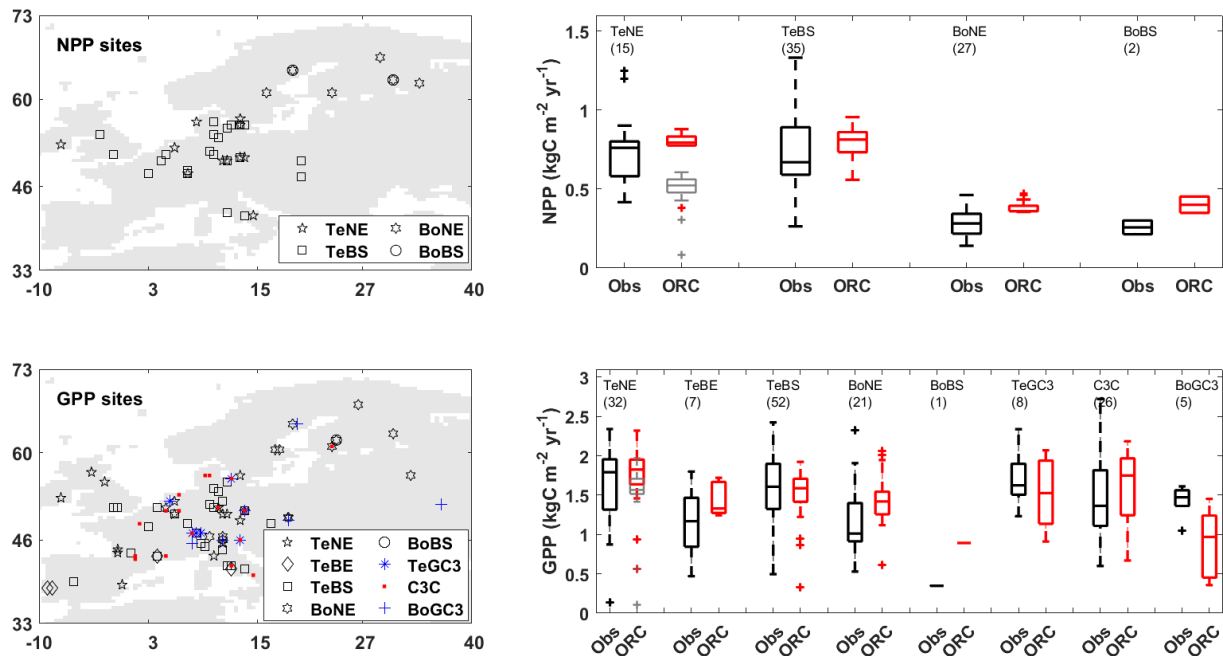 NPP sites
73
60
46
33
-10
3
15
27
40
TeNE
BoNE
TeBS
BoBS
NPP (kgC m⁻² yr⁻¹)
1.5
1
0.5
0
TeNE
(15)
TeBS
(35)
BoNE
(27)
BoBS
(2)
Obs
ORC
Obs
ORC
Obs
ORC
Obs
ORC
GPP sites
73
60
46
33
-10
3
15
27
40
TeNE
BoBS
TeBE
TeGC3
TeBS
C3C
BoNE
BoGC3
GPP (kgC m⁻² yr⁻¹)
3
2.5
2
1.5
1
0.5
0
TeNE
(32)
TeBE
(7)
TeBS
(52)
BoNE
(21)
BoBS
(1)
TeGC3
(8)
C3C
(26)
BoGC3
(5)
Obs
ORC
Obs
ORC
Obs
ORC
Obs
ORC
Obs
ORC
Obs
ORC
Obs
ORC
Obs
ORC